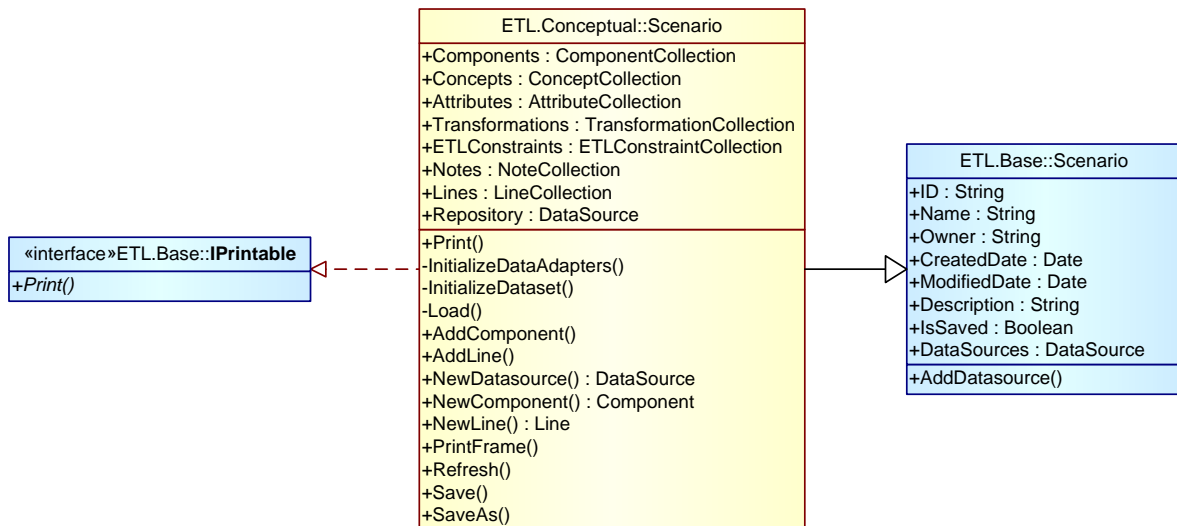 ETL.Conceptual::Scenario
+Components : ComponentCollection
+Concepts : ConceptCollection
+Attributes : AttributeCollection
+Transformations : TransformationCollection
+ETLConstraints : ETLConstraintCollection
+Notes : NoteCollection
+Lines : LineCollection
+Repository : DataSource
+Print()
-InitializeDataAdapters()
-InitializeDataset()
-Load()
+AddComponent()
+AddLine()
+NewDatasource() : DataSource
+NewComponent() : Component
+NewLine() : Line
+PrintFrame()
+Refresh()
+Save()
+SaveAs()
«interface»ETL.Base::IPrintable
+Print()
ETL.Base::Scenario
+ID : String
+Name : String
+Owner : String
+CreatedDate : Date
+ModifiedDate : Date
+Description : String
+IsSaved : Boolean
+DataSources : DataSource
+AddDatasource()